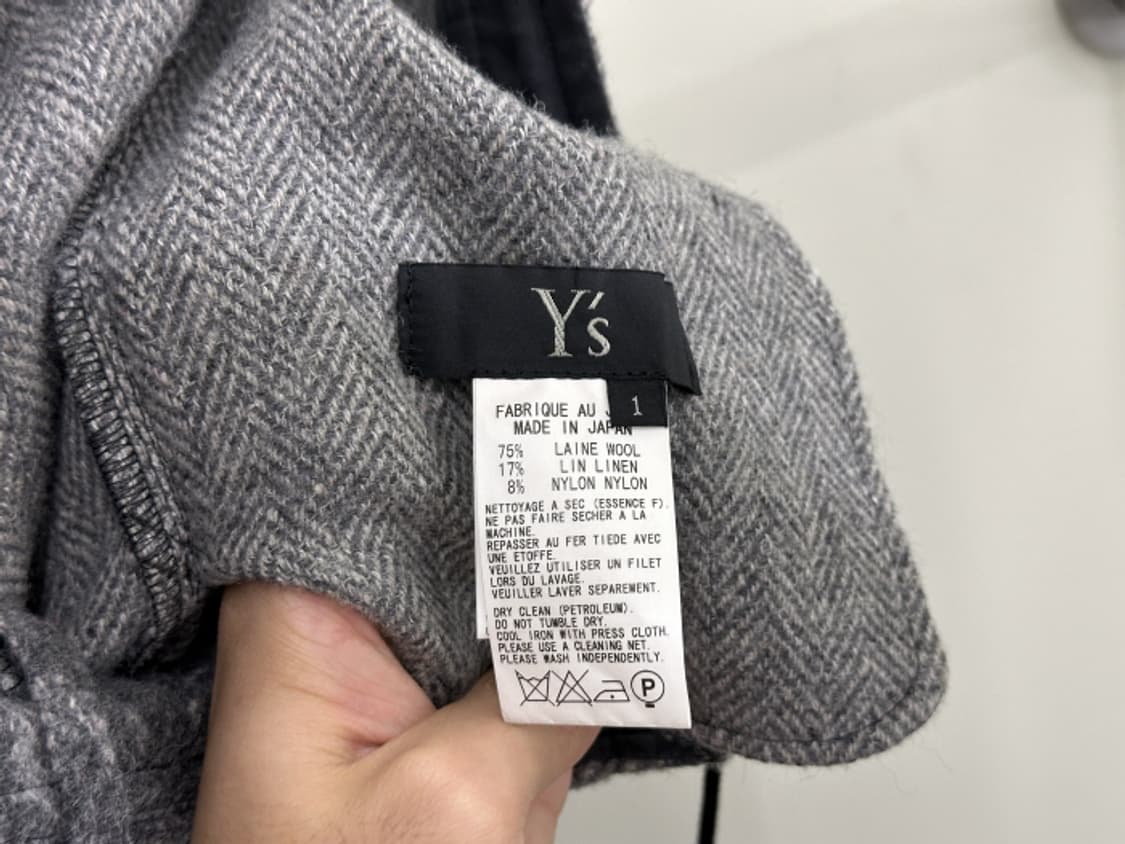 Y's
1
FABRIQUE AU
MADE IN JAPAN
75% LAINE WOOL
17% LIN LINEN
8% NYLON NYLON
NETTOYAGE A SEC (ESSENCE F).
NE PAS FAIRE SECHER A LA
MACHINE.
REPASSER AU FER TIEDE AVEC
UNE ETOFFE.
VEUILLEZ UTILISER UN FILET
LORS DU LAVAGE.
VEUILLER LAVER SEPAREMENT.
DRY CLEAN (PETROLEUM).
DO NOT TUMBLE DRY.
COOL IRON WITH PRESS CLOTH.
PLEASE USE A CLEANING NET.
PLEASE WASH INDEPENDENTLY.
P